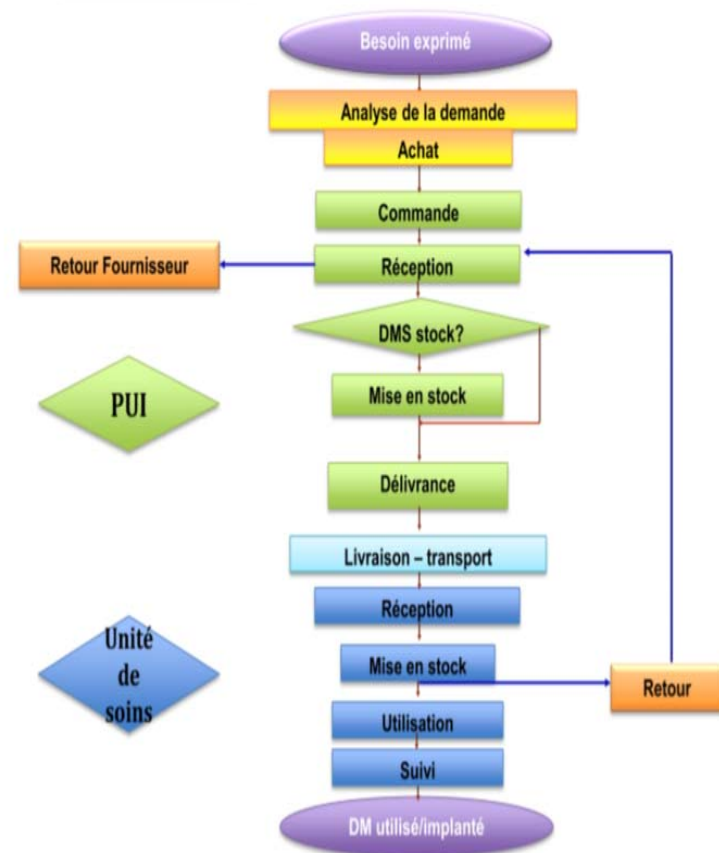 Besoin exprimé
Analyse de la demande
Achat
Commande
Retour Fournisseur
Réception
DMS stock?
PUI
Mise en stock
Délivrance
Livraison – transport
Réception
Unité
de
soins
Mise en stock
Retour
Utilisation
Suivi
DM utilisé/implanté